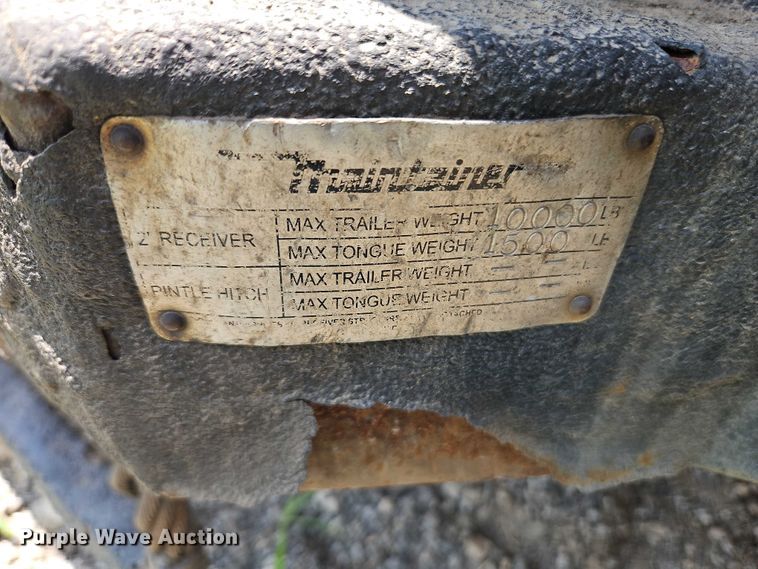 Maintainer
2" RECEIVER
MAX TRAILER WEIGHT 10000 LB
MAX TONGUE WEIGHT 1500 LB
PINTLE HITCH
MAX TRAILER WEIGHT -- L
MAX TONGUE WEIGHT --
Purple Wave Auction